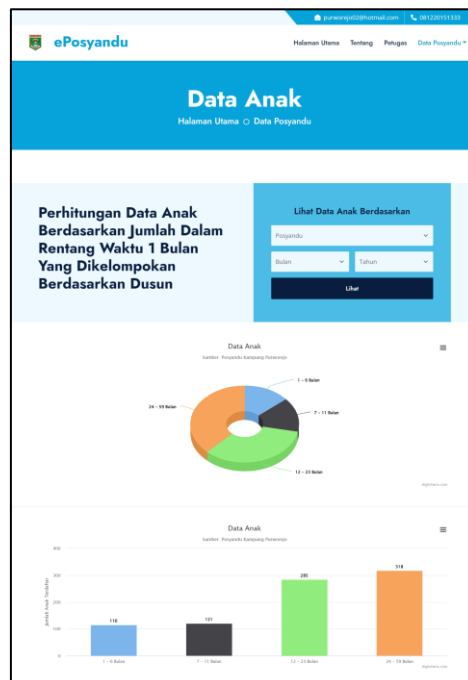 purworejo02@hotmail.com 081220151333
ePosyandu
Halaman Utama Tentang Petugas Data Posyandu
Data Anak
Halaman Utama Data Posyandu
Perhitungan Data Anak
Berdasarkan Jumlah Dalam
Rentang Waktu 1 Bulan
Yang Dikelompokan
Berdasarkan Dusun
Lihat Data Anak Berdasarkan
Posyandu
Bulan Tahun
Lihat
Data Anak
Sumber: Posyandu Kampung Purworejo
1 - 6 Bulan
7 - 11 Bulan
24 - 59 Bulan
12 - 23 Bulan
Data Anak
Sumber: Posyandu Kampung Purworejo
Jumlah Anak Terdaftar
400
300
200
100
0
318
1 - 6 Bulan
7 - 11 Bulan
12 - 23 Bulan
24 - 59 Bulan